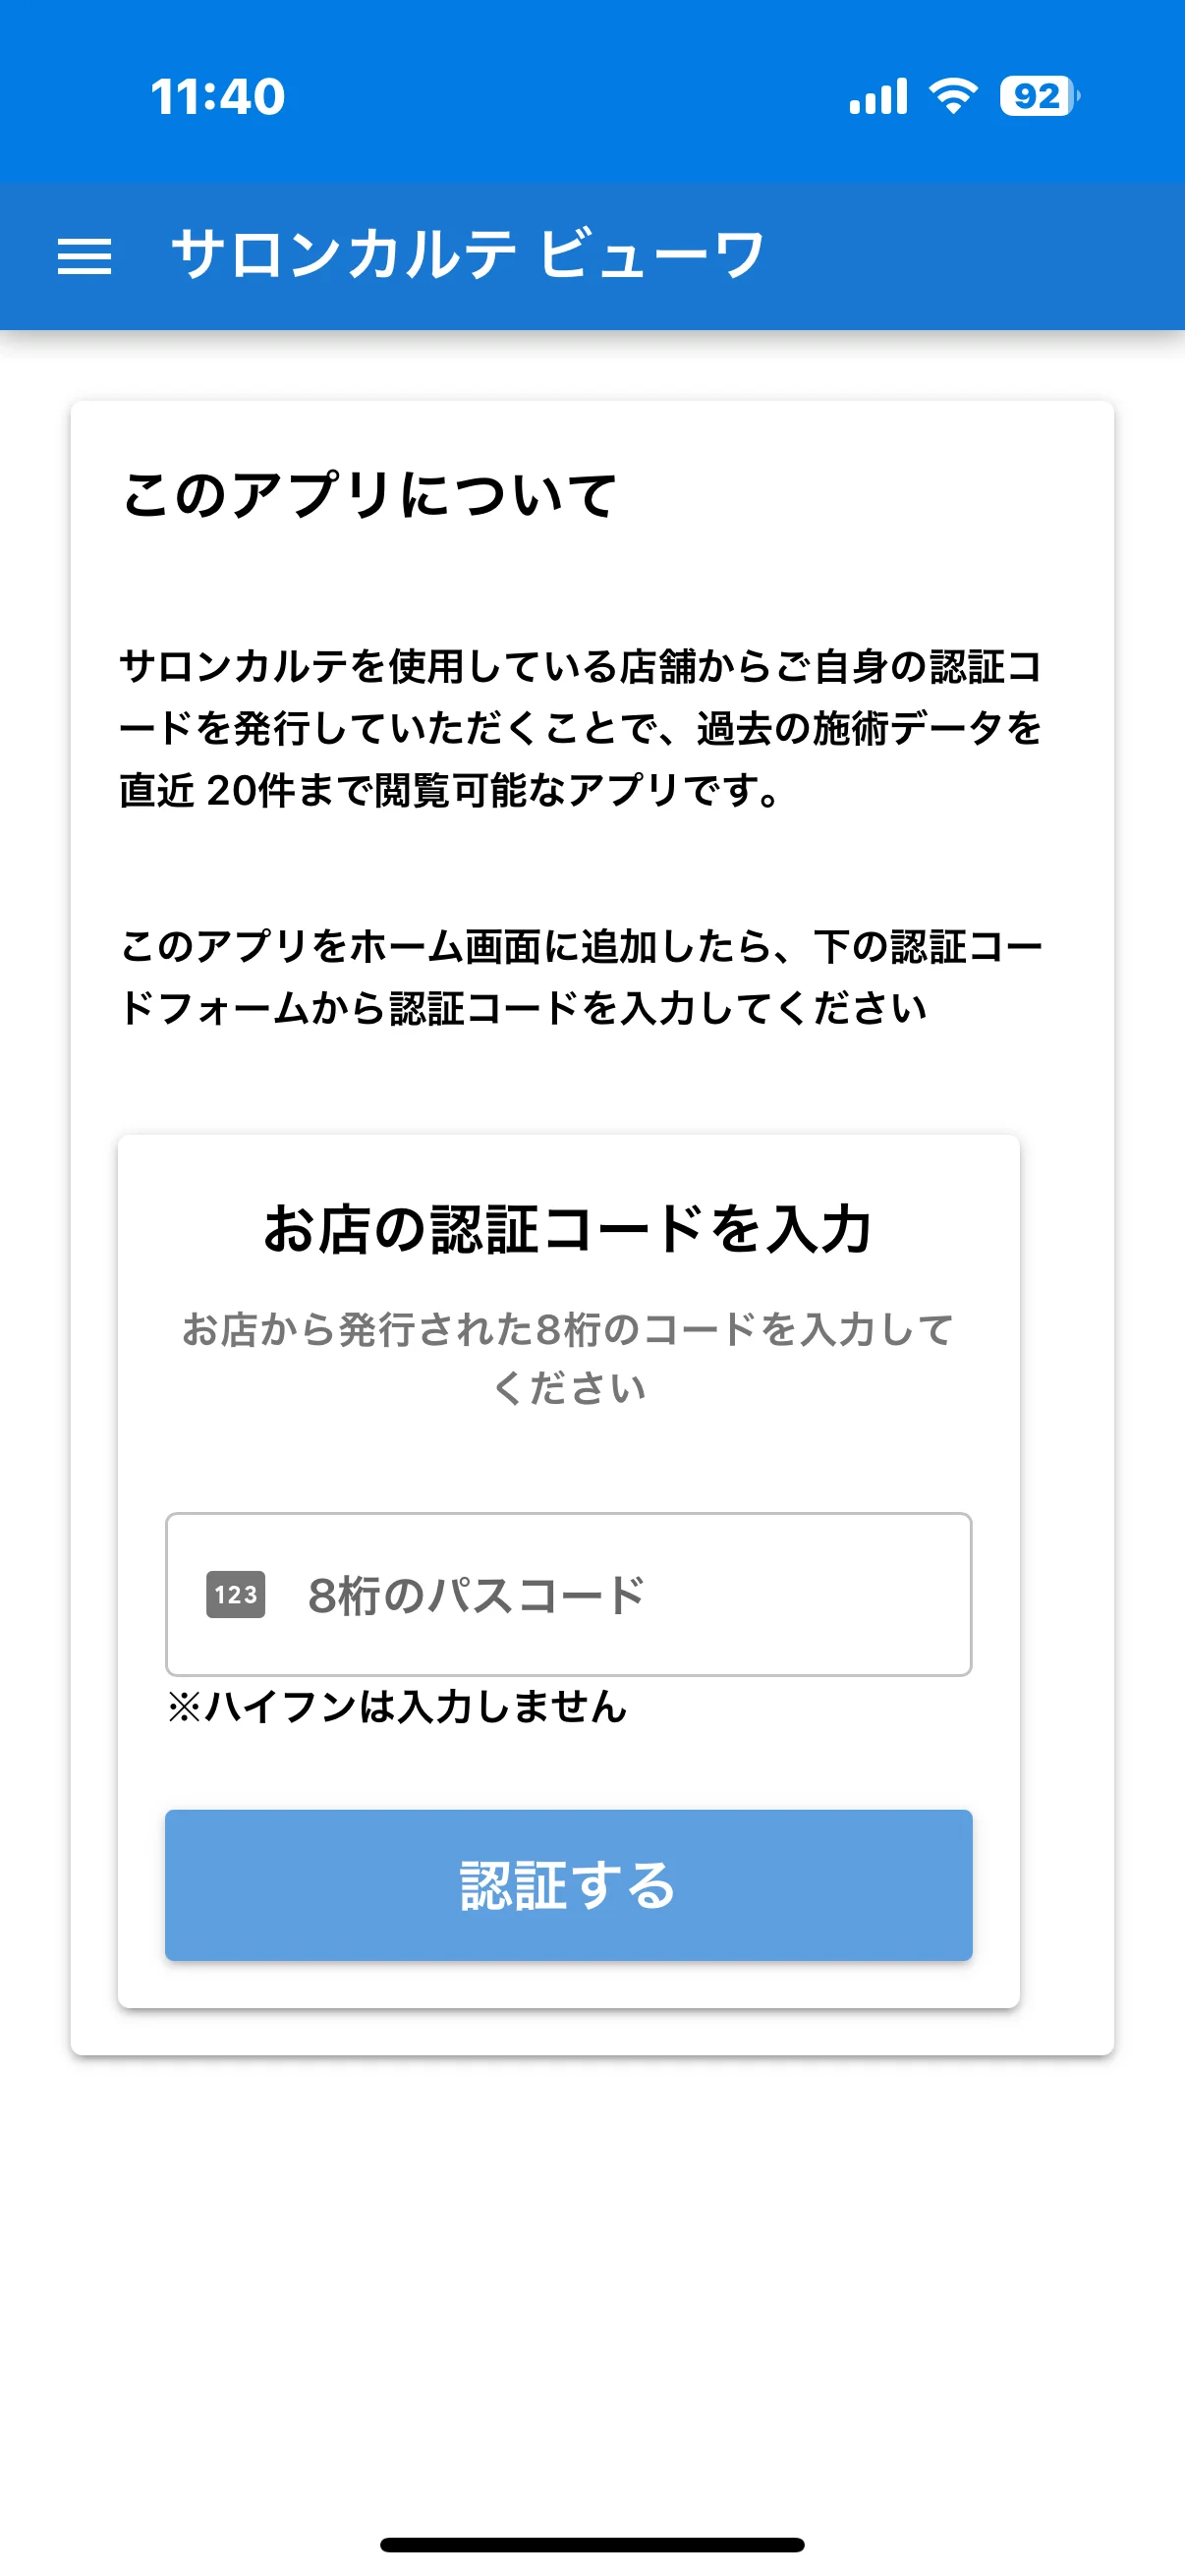 11:40
92
サロンカルテ ビューワ
このアプリについて
サロンカルテを使用している店舗からご自身の認証コ
ードを発行していただくことで、過去の施術データを
直近 20件まで閲覧可能なアプリです。
このアプリをホーム画面に追加したら、下の認証コー
ドフォームから認証コードを入力してください
お店の認証コードを入力
お店から発行された8桁のコードを入力して
ください
123 8桁のパスコード
※ハイフンは入力しません
認証する